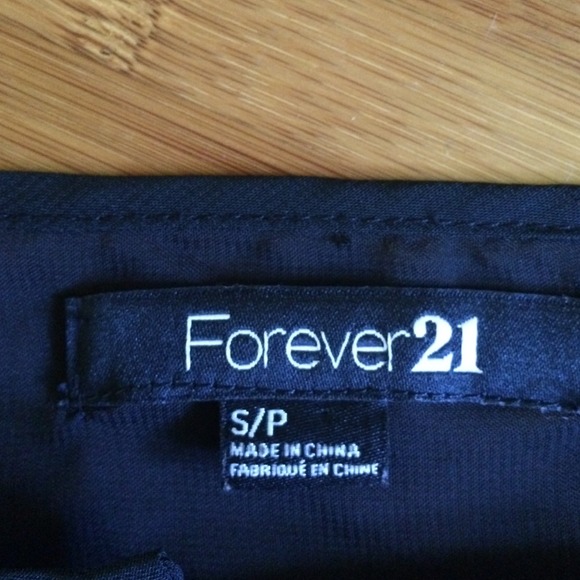 Forever21
S/P
MADE IN CHINA
FABRIQUÉ EN CHINE